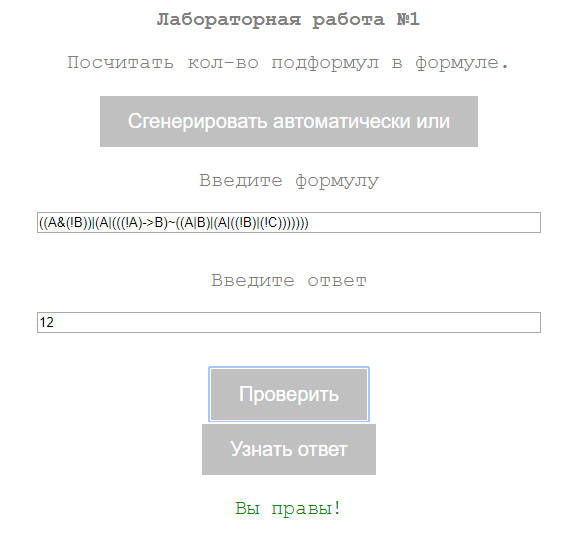 Лабораторная работа №1
Посчитать кол-во подформул в формуле.
Сгенерировать автоматически или
Введите формулу
((A&(!B))|(A|(((!A)->B)~((A|B)|(A|((!B)|(!C)))))))
Введите ответ
12
Проверить
Узнать ответ
Вы правы!